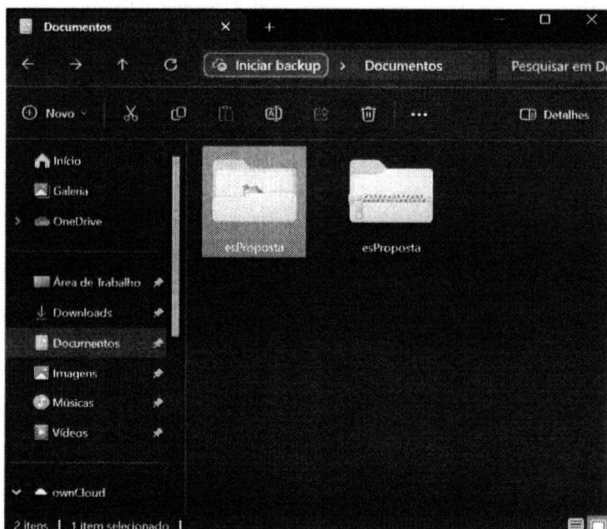 Documentos
Iniciar backup > Documentos Pesquisar em D
Novo Detalhes
Início
Galeria
OneDrive
Área de Trabalho
Downloads
Documentos
Imagens
Músicas
Vídeos
ownCloud
esProposta esProposta
2 itens | 1 item selecionado |